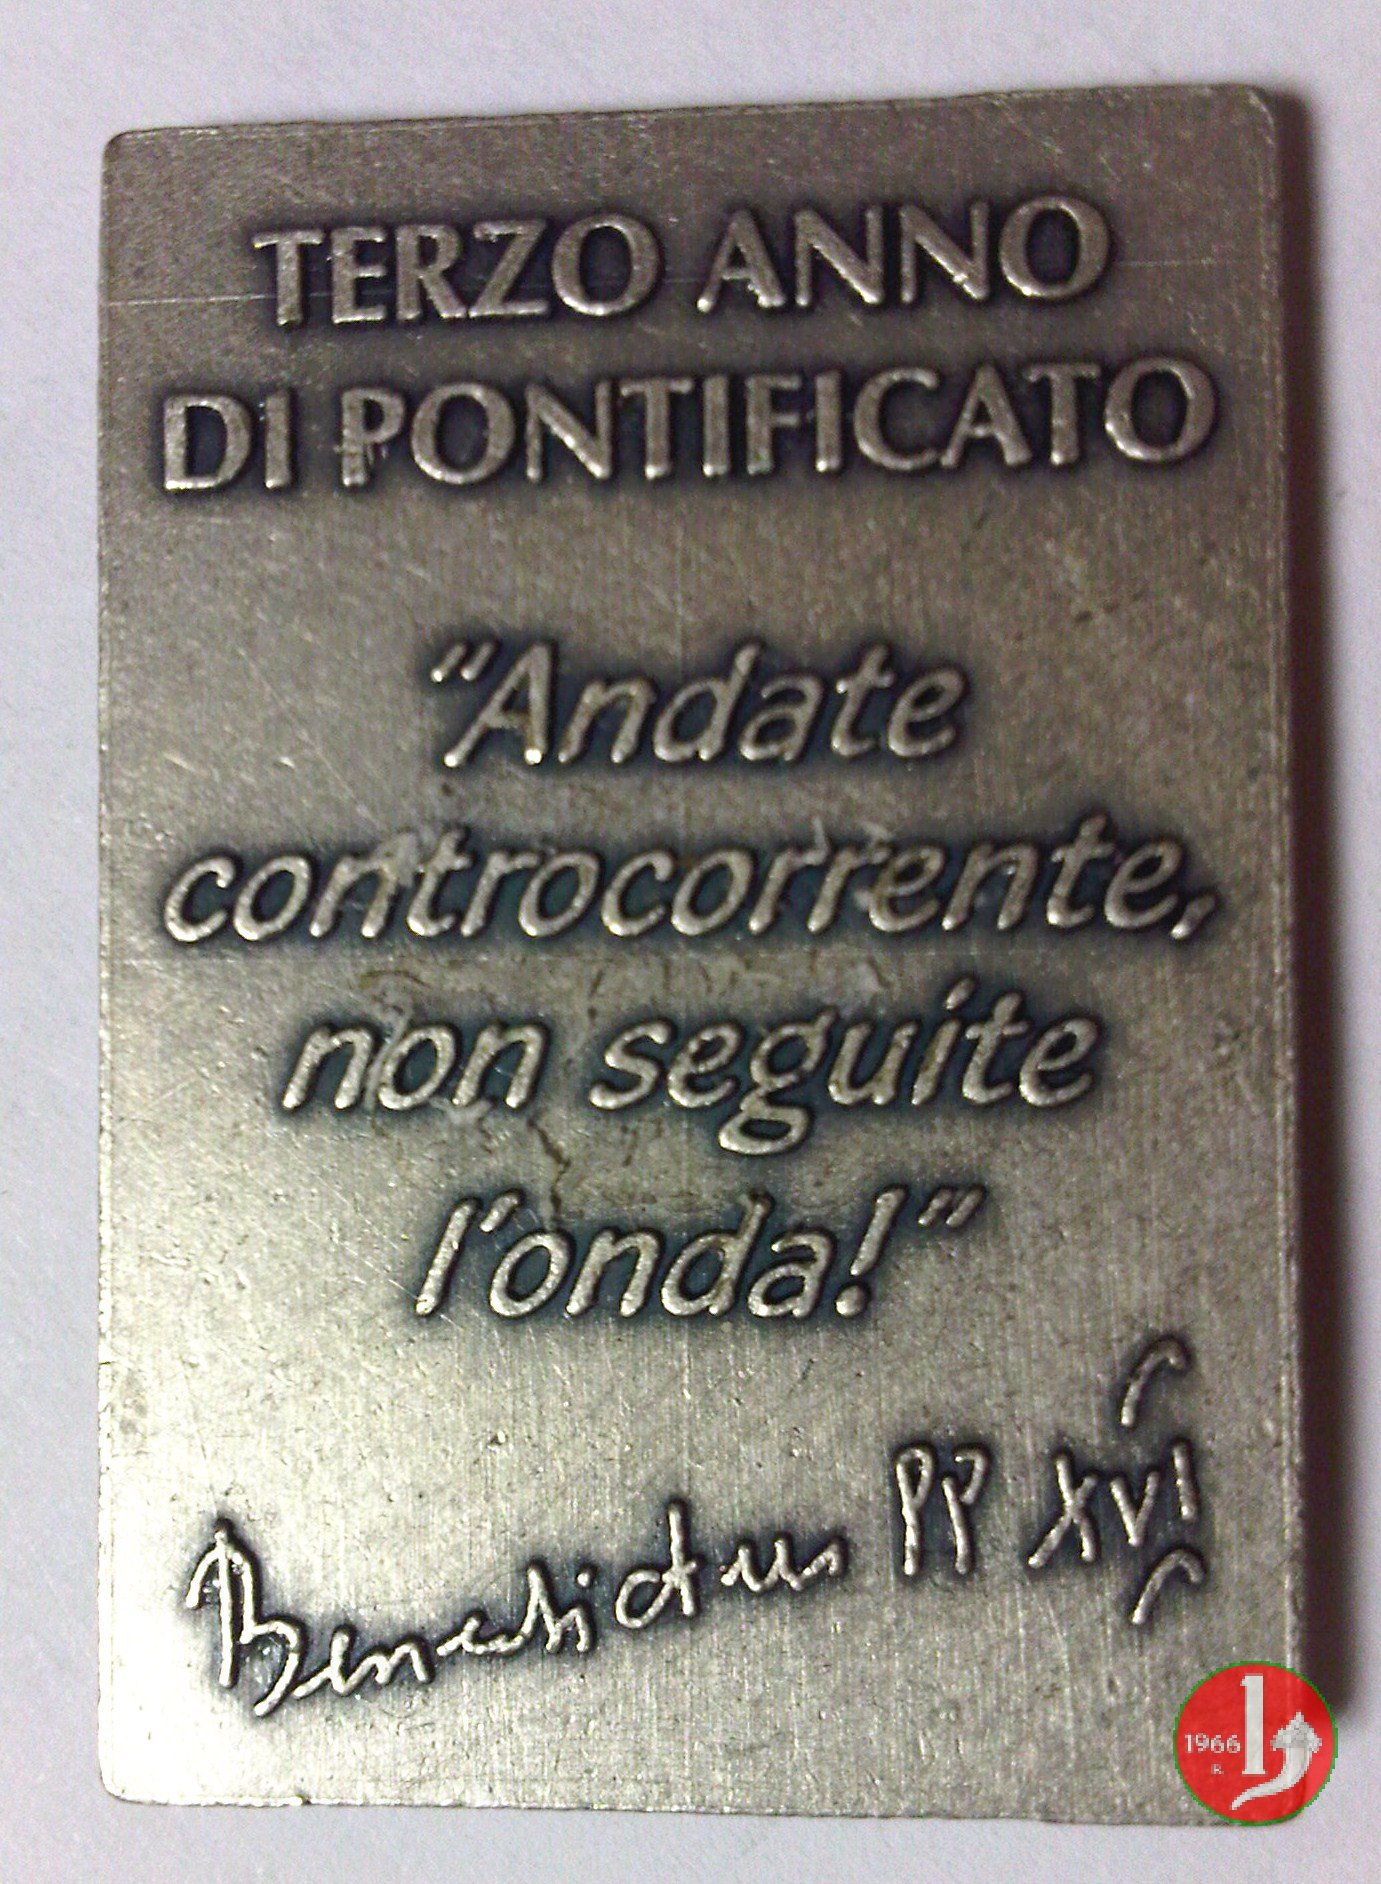 TERZO ANNO
DI PONTIFICATO
“Andate
controcorrente,
non seguite
l'onda!”
Benedictus PP XVI
1966
R